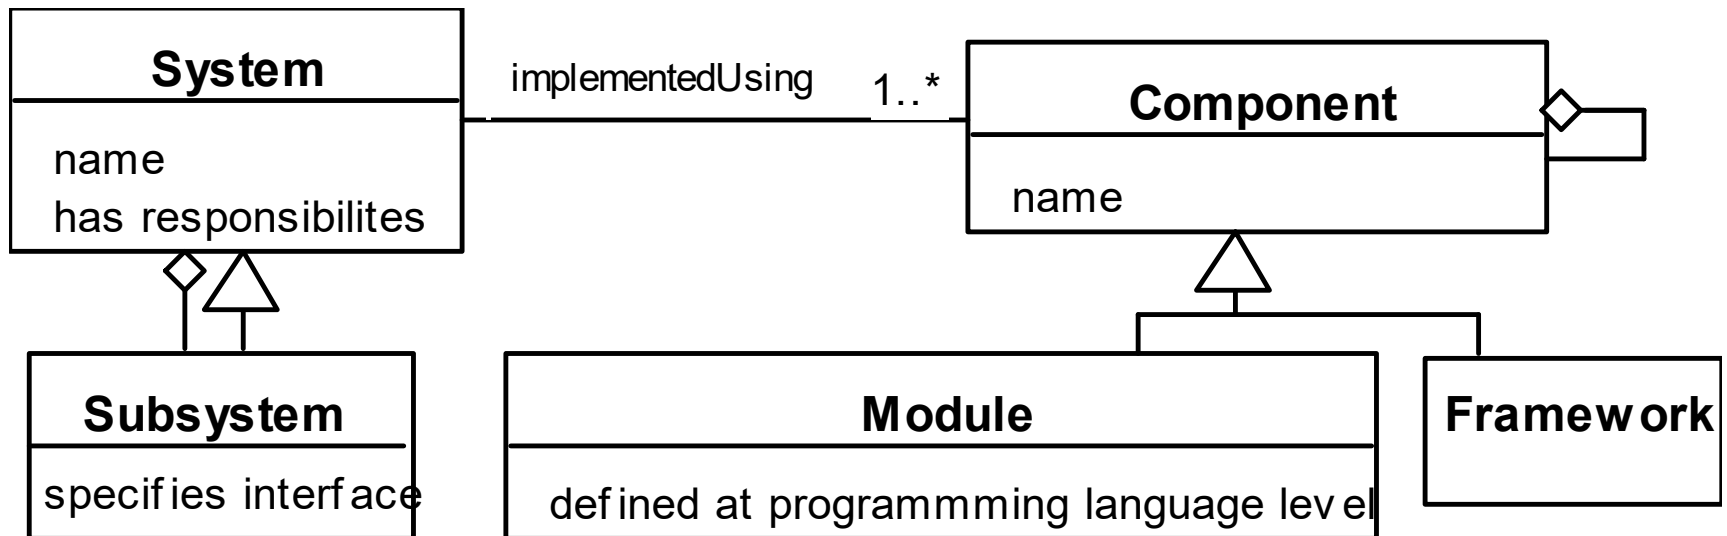 System
implementedUsing
1..*
Component
name
has responsibilites
name
Subsystem
specifies interface
Module
defined at programmming language level
Framework